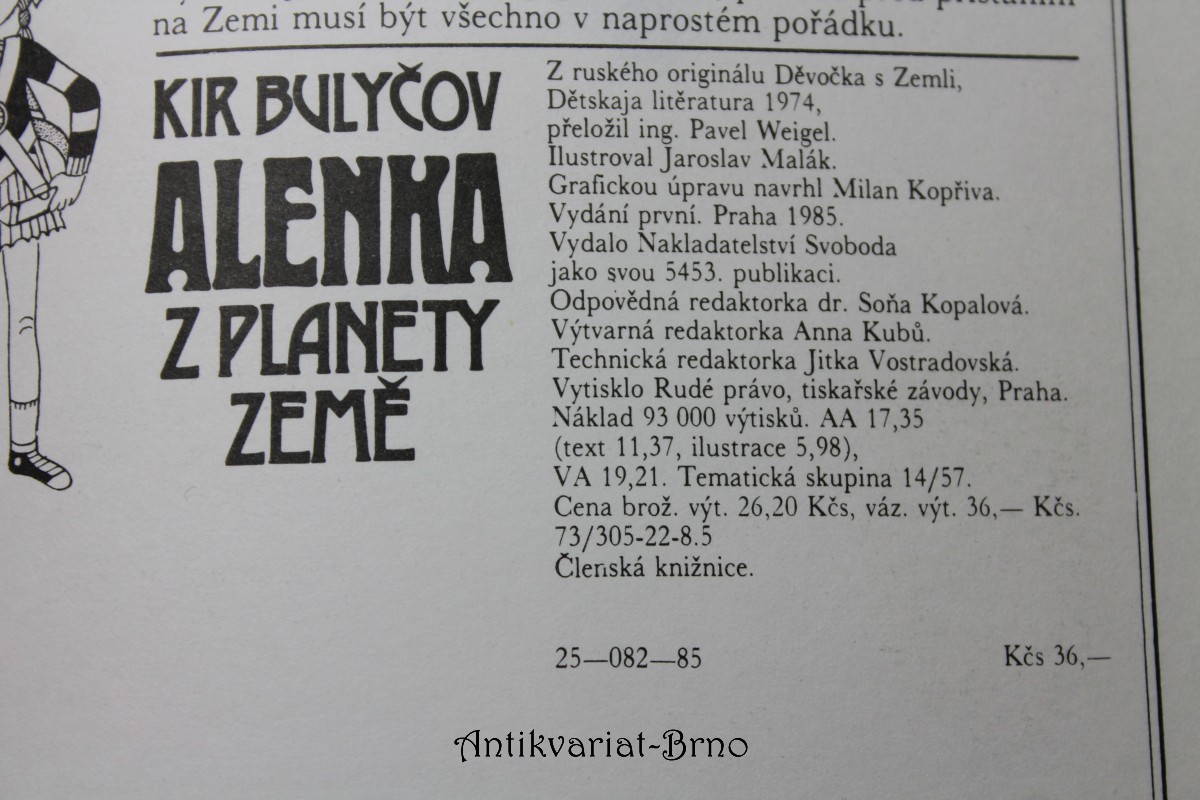 na Zemi musí být všechno v naprostém pořádku.
KIR BULYČOV
ALENKA
Z PLANETY
ZEMĚ
Z ruského originálu Děvočka s Zemli,
Dětskaja litěratura 1974,
přeložil ing. Pavel Weigel.
Ilustroval Jaroslav Malák.
Grafickou úpravu navrhl Milan Kopřiva.
Vydání první. Praha 1985.
Vydalo Nakladatelství Svoboda
jako svou 5453. publikaci.
Odpovědná redaktorka dr. Soňa Kopalová.
Výtvarná redaktorka Anna Kubů.
Technická redaktorka Jitka Vostradovská.
Vytisklo Rudé právo, tiskařské závody, Praha.
Náklad 93 000 výtisků. AA 17,35
(text 11,37, ilustrace 5,98),
VA 19,21. Tematická skupina 14/57.
Cena brož. výt. 26,20 Kčs, váz. výt. 36,— Kčs.
73/305-22-8.5
Členská knižnice.
25—082—85 Kčs 36,—
Antikvariat-Brno